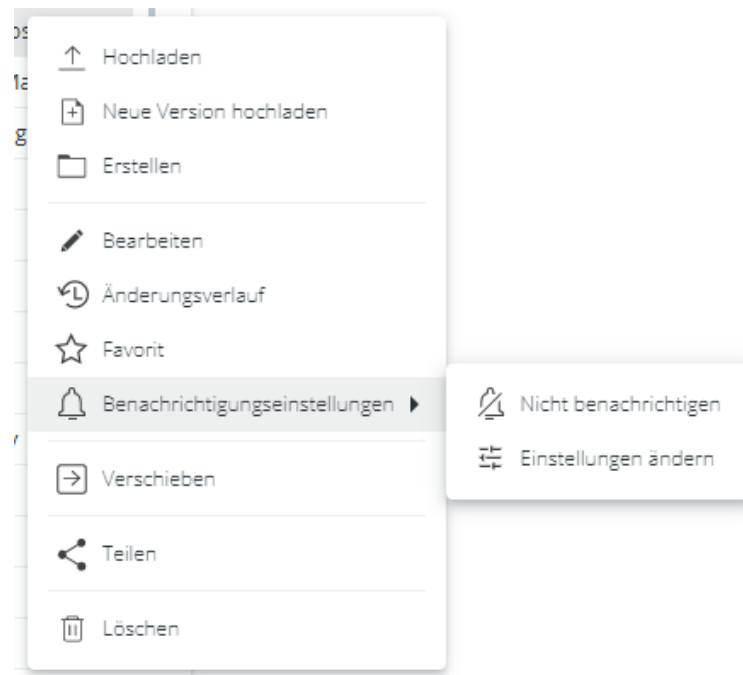 Hochladen
Neue Version hochladen
Erstellen
Bearbeiten
Änderungsverlauf
Favorit
Benachrichtigungseinstellungen
Nicht benachrichtigen
Einstellungen ändern
Verschieben
Teilen
Löschen